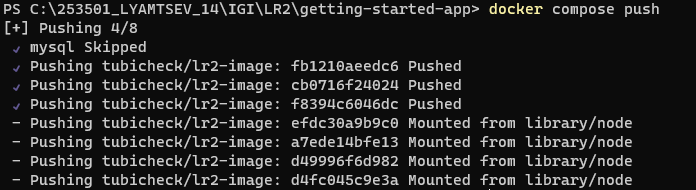 PS C:\253501_LYAMTSEV_14\IGI\LR2\getting-started-app> docker compose push
[+] Pushing 4/8
✔ mysql Skipped
✔ Pushing tubicheck/lr2-image: fb1210aeedc6 Pushed
✔ Pushing tubicheck/lr2-image: cb0716f24024 Pushed
✔ Pushing tubicheck/lr2-image: f8394c6046dc Pushed
- Pushing tubicheck/lr2-image: efdc30a9b9c0 Mounted from library/node
- Pushing tubicheck/lr2-image: a7ede14bfe13 Mounted from library/node
- Pushing tubicheck/lr2-image: d49996f6d982 Mounted from library/node
- Pushing tubicheck/lr2-image: d4fc045c9e3a Mounted from library/node